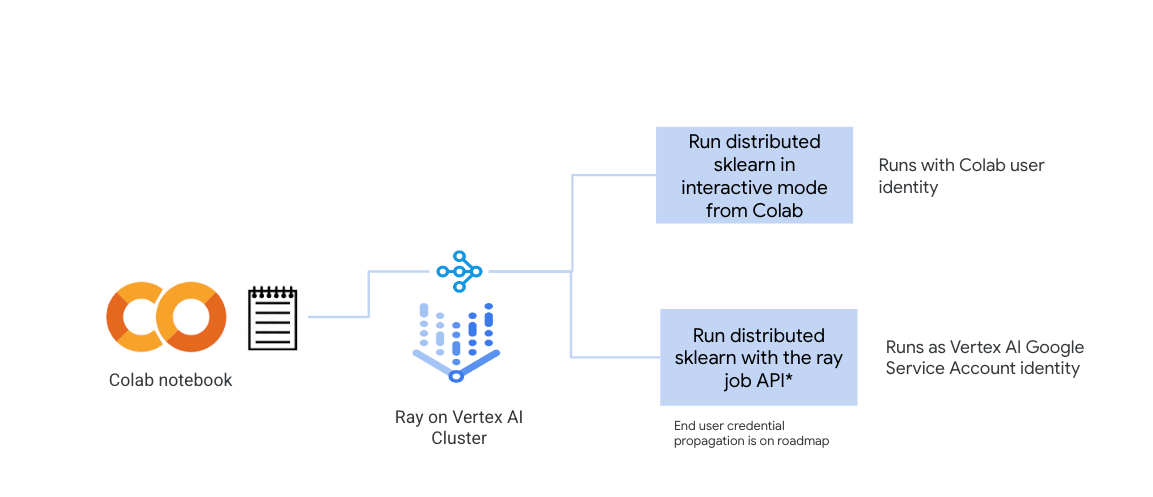 Run distributed
sklearn in
interactive mode
from Colab
Runs with Colab user
identity
Colab notebook
Ray on Vertex AI
Cluster
Run distributed
sklearn with the ray
job API*
Runs as Vertex AI Google
Service Account identity
End user credential
propagation is on roadmap